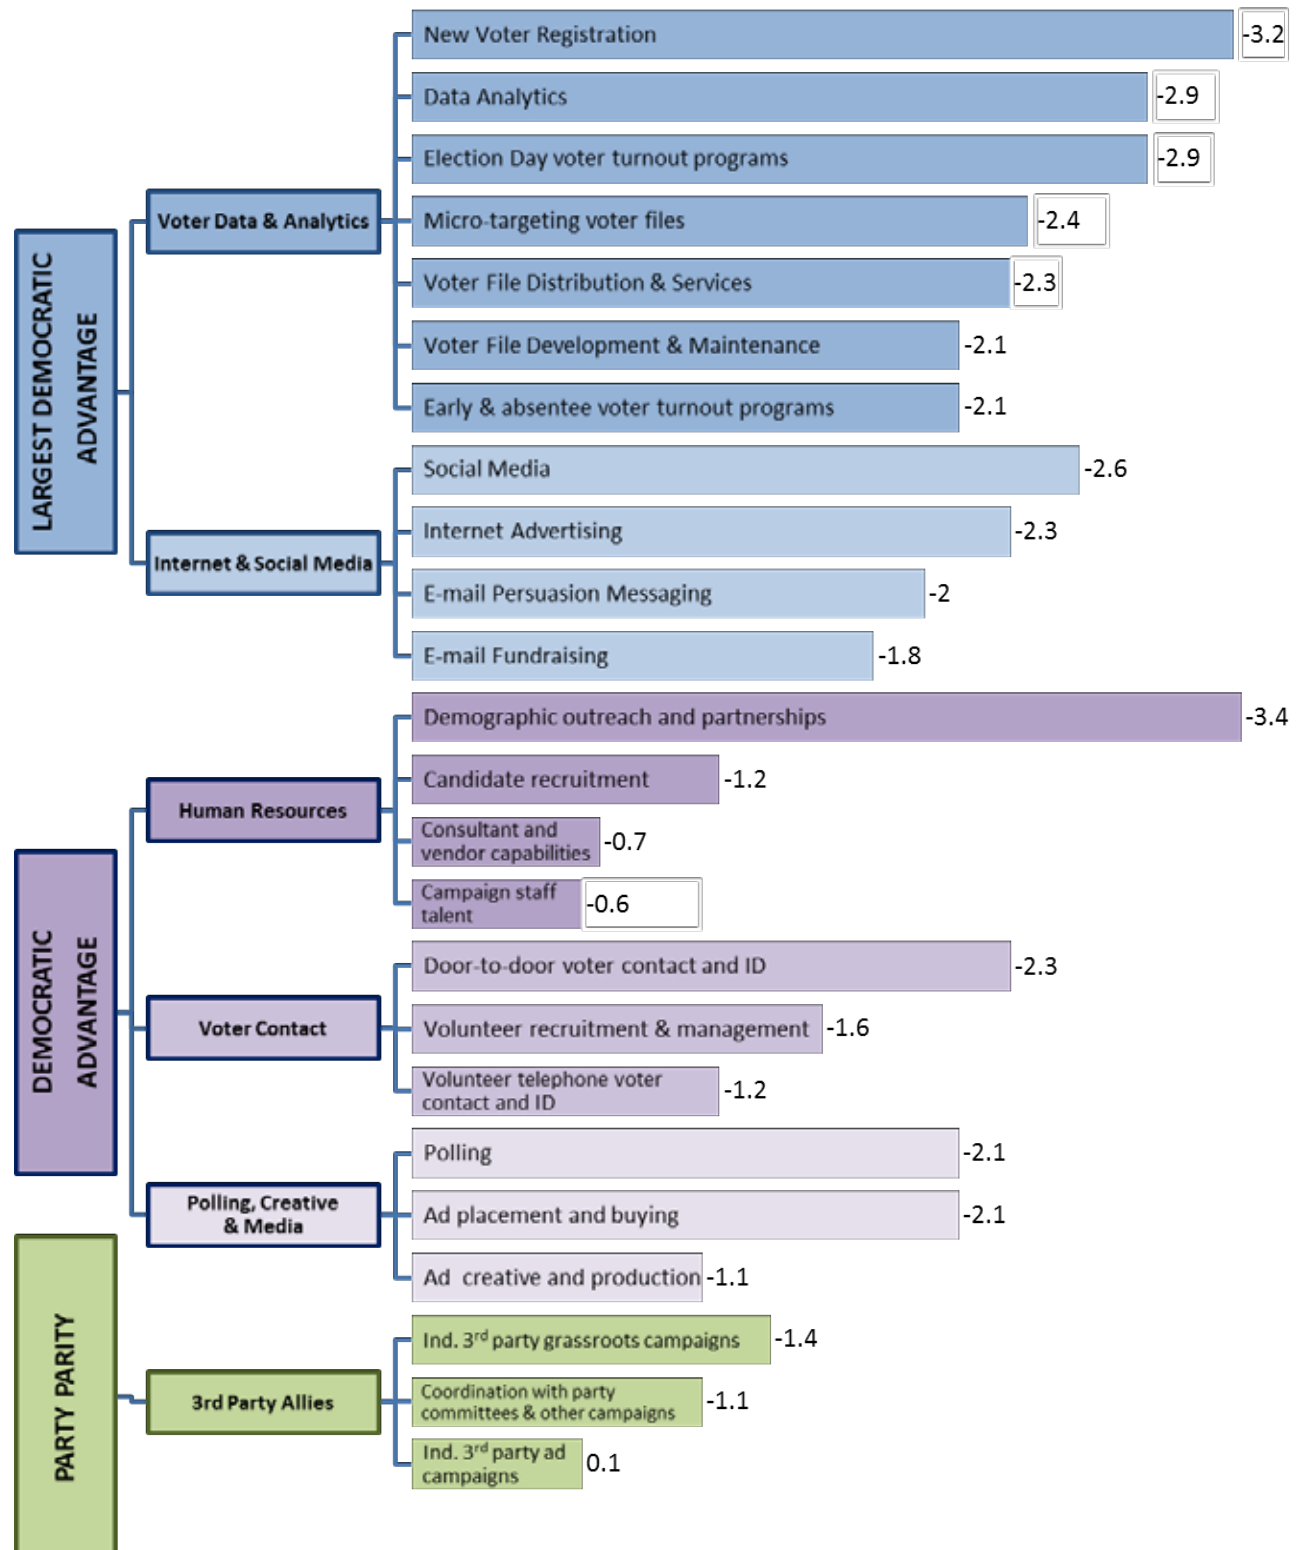 LARGEST DEMOCRATIC
ADVANTAGE
Voter Data & Analytics
New Voter Registration
-3.2
Data Analytics
-2.9
Election Day voter turnout programs
-2.9
Micro-targeting voter files
-2.4
Voter File Distribution & Services
-2.3
Voter File Development & Maintenance
-2.1
Early & absentee voter turnout programs
-2.1
Internet & Social Media
Social Media
-2.6
Internet Advertising
-2.3
E-mail Persuasion Messaging
-2
E-mail Fundraising
-1.8
DEMOCRATIC
ADVANTAGE
Human Resources
Demographic outreach and partnerships
-3.4
Candidate recruitment
-1.2
Consultant and
vendor capabilities
-0.7
Campaign staff
talent
-0.6
Voter Contact
Door-to-door voter contact and ID
-2.3
Volunteer recruitment & management
-1.6
Volunteer telephone voter
contact and ID
-1.2
Polling, Creative
& Media
Polling
-2.1
Ad placement and buying
-2.1
Ad creative and production
-1.1
PARTY PARITY
3rd Party Allies
Ind. 3rd party grassroots campaigns
-1.4
Coordination with party
committees & other campaigns
-1.1
Ind. 3rd party ad
campaigns
0.1